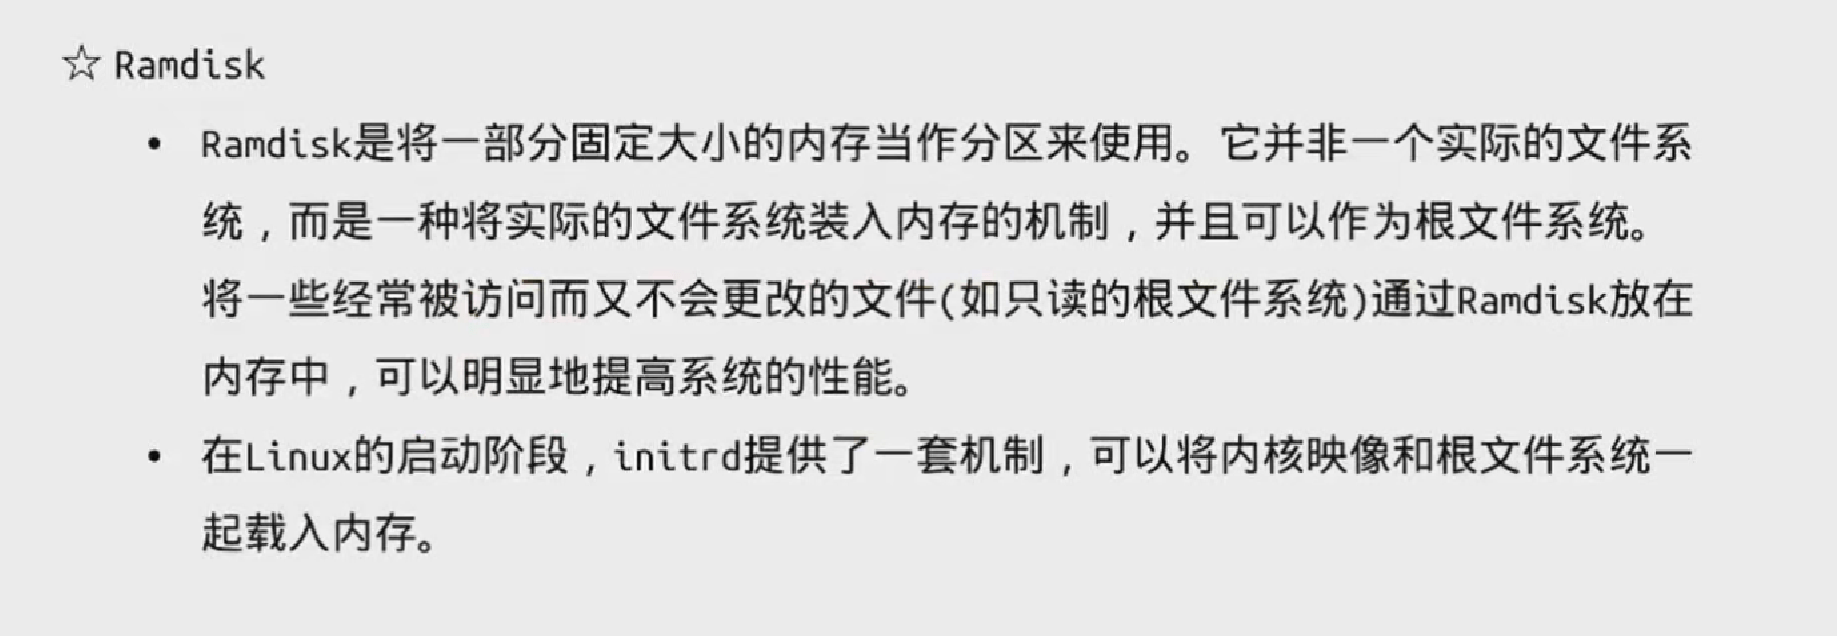 ☆ Ramdisk
• Ramdisk是将一部分固定大小的内存当作分区来使用。它并非一个实际的文件系
统,而是一种将实际的文件系统装入内存的机制,并且可以作为根文件系统。
将一些经常被访问而又不会更改的文件(如只读的根文件系统)通过Ramdisk放在
内存中,可以明显地提高系统的性能。
• 在Linux的启动阶段,initrd提供了一套机制,可以将内核映像和根文件系统一
起载入内存。